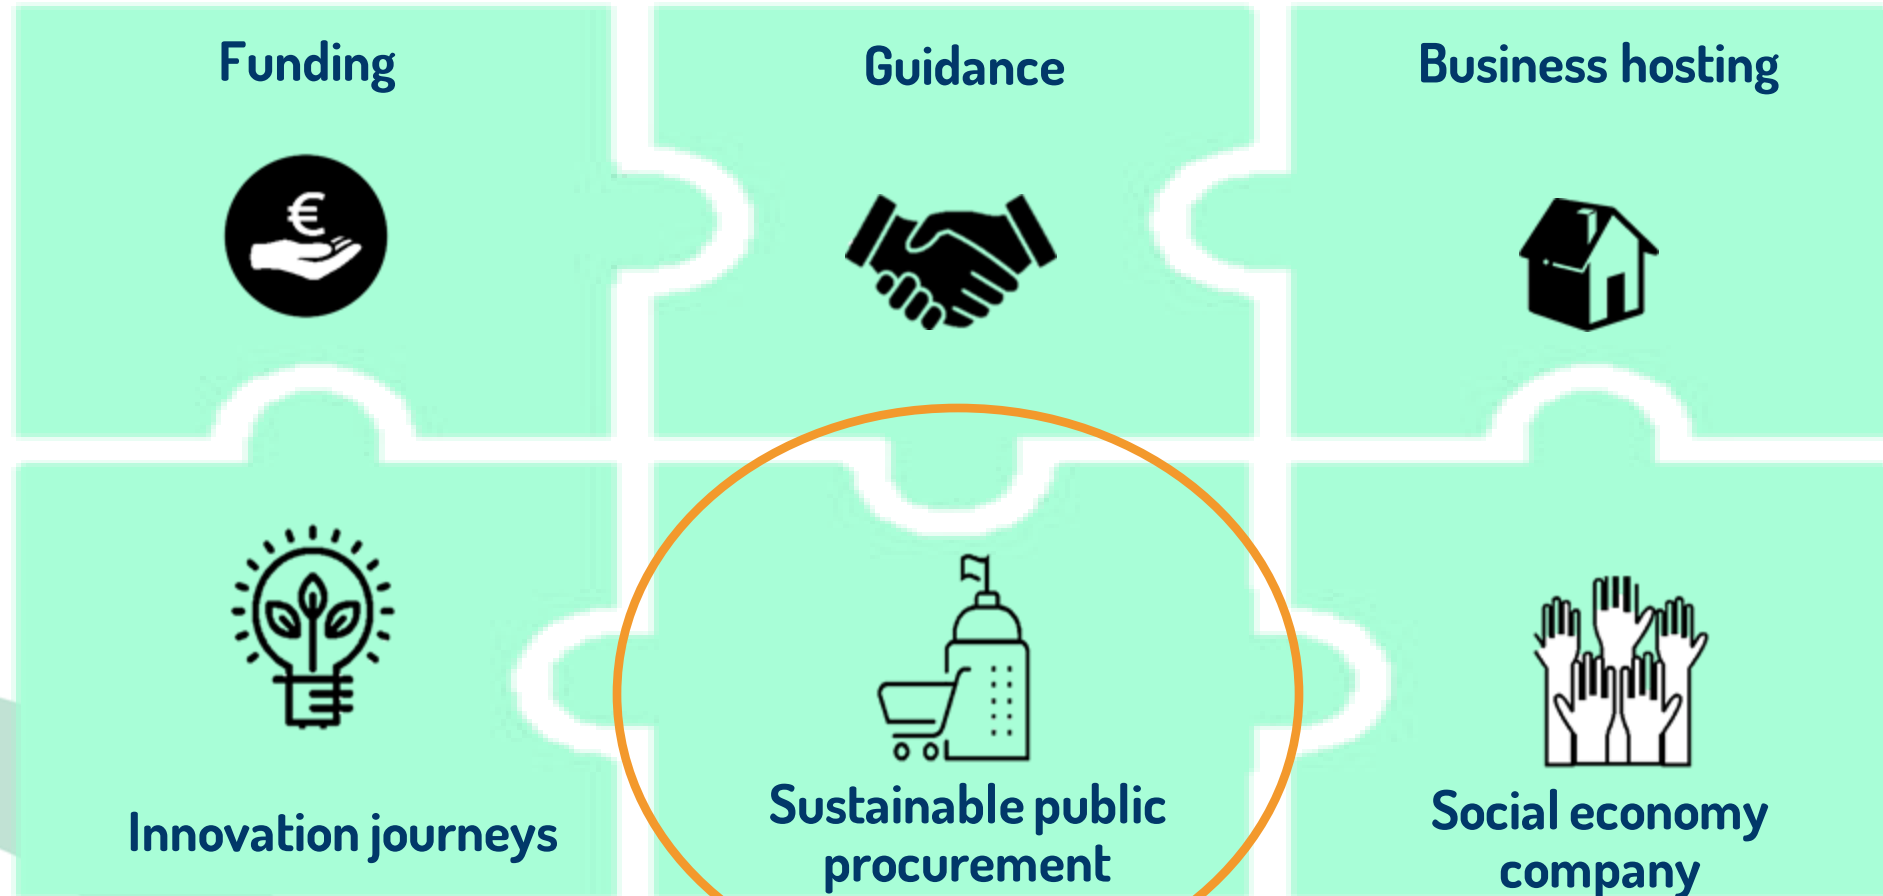 Funding
Guidance
Business hosting
€
Innovation journeys
Sustainable public
procurement
Social economy
company